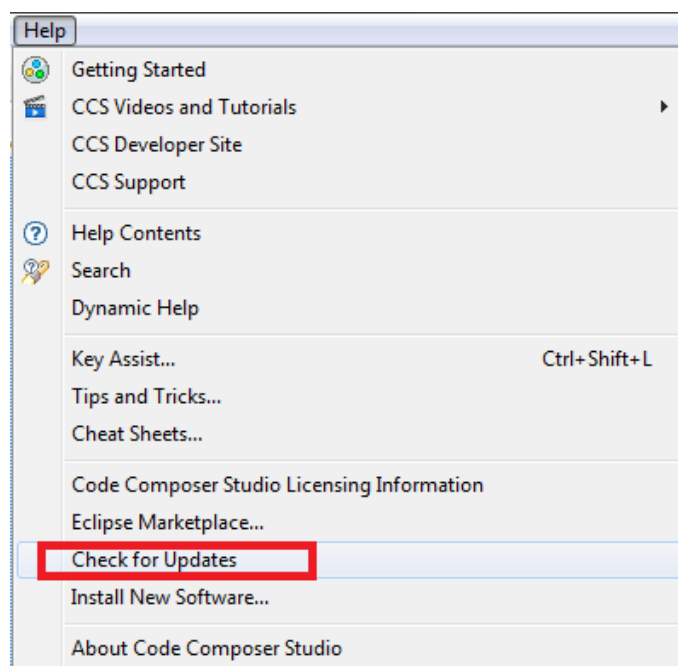 Help
Getting Started
CCS Videos and Tutorials
CCS Developer Site
CCS Support
Help Contents
Search
Dynamic Help
Key Assist... Ctrl+Shift+L
Tips and Tricks...
Cheat Sheets...
Code Composer Studio Licensing Information
Eclipse Marketplace...
Check for Updates
Install New Software...
About Code Composer Studio